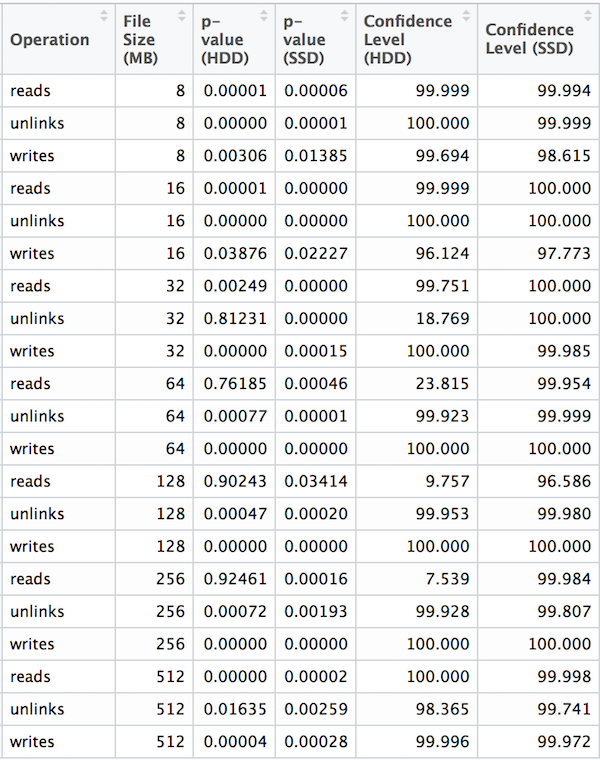 Operation File Size (MB) p-value (HDD) p-value (SSD) Confidence Level (HDD) Confidence Level (SSD)
reads 8 0.00001 0.00006 99.999 99.994
unlinks 8 0.00000 0.00001 100.000 99.999
writes 8 0.00306 0.01385 99.694 98.615
reads 16 0.00001 0.00000 99.999 100.000
unlinks 16 0.00000 0.00000 100.000 100.000
writes 16 0.03876 0.02227 96.124 97.773
reads 32 0.00249 0.00000 99.751 100.000
unlinks 32 0.81231 0.00000 18.769 100.000
writes 32 0.00000 0.00015 100.000 99.985
reads 64 0.76185 0.00046 23.815 99.954
unlinks 64 0.00077 0.00001 99.923 99.999
writes 64 0.00000 0.00000 100.000 100.000
reads 128 0.90243 0.03414 9.757 96.586
unlinks 128 0.00047 0.00020 99.953 99.980
writes 128 0.00000 0.00000 100.000 100.000
reads 256 0.92461 0.00016 7.539 99.984
unlinks 256 0.00072 0.00193 99.928 99.807
writes 256 0.00000 0.00000 100.000 100.000
reads 512 0.00000 0.00002 100.000 99.998
unlinks 512 0.01635 0.00259 98.365 99.741
writes 512 0.00004 0.00028 99.996 99.972